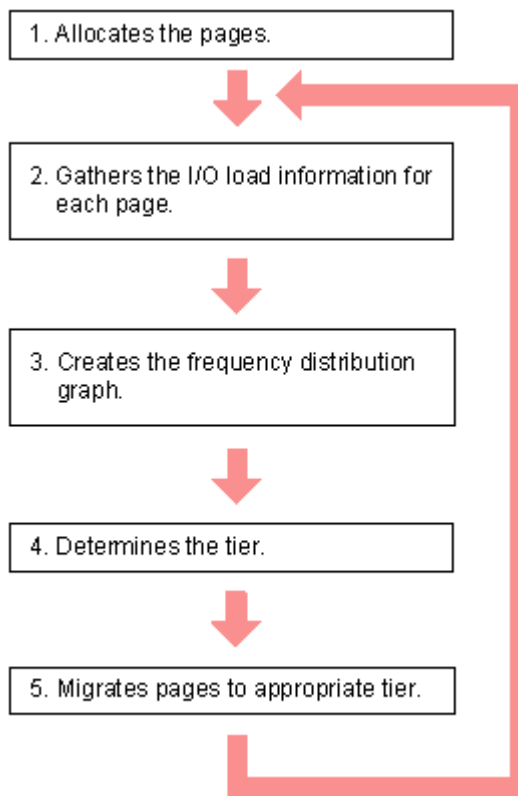 1. Allocates the pages.
2. Gathers the I/O load information for
each page.
3. Creates the frequency distribution
graph.
4. Determines the tier.
5. Migrates pages to appropriate tier.